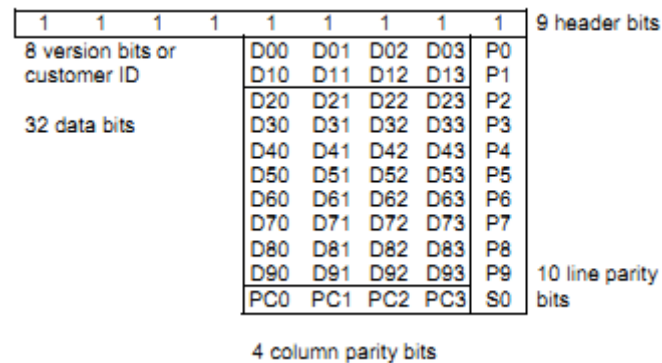 1 1 1 1 1 1 1 1 1 9 header bits
8 version bits or D00 D01 D02 D03 P0
customer ID D10 D11 D12 D13 P1
D20 D21 D22 D23 P2
32 data bits D30 D31 D32 D33 P3
D40 D41 D42 D43 P4
D50 D51 D52 D53 P5
D60 D61 D62 D63 P6
D70 D71 D72 D73 P7
D80 D81 D82 D83 P8
D90 D91 D92 D93 P9 10 line parity
PC0 PC1 PC2 PC3 S0 bits
4 column parity bits